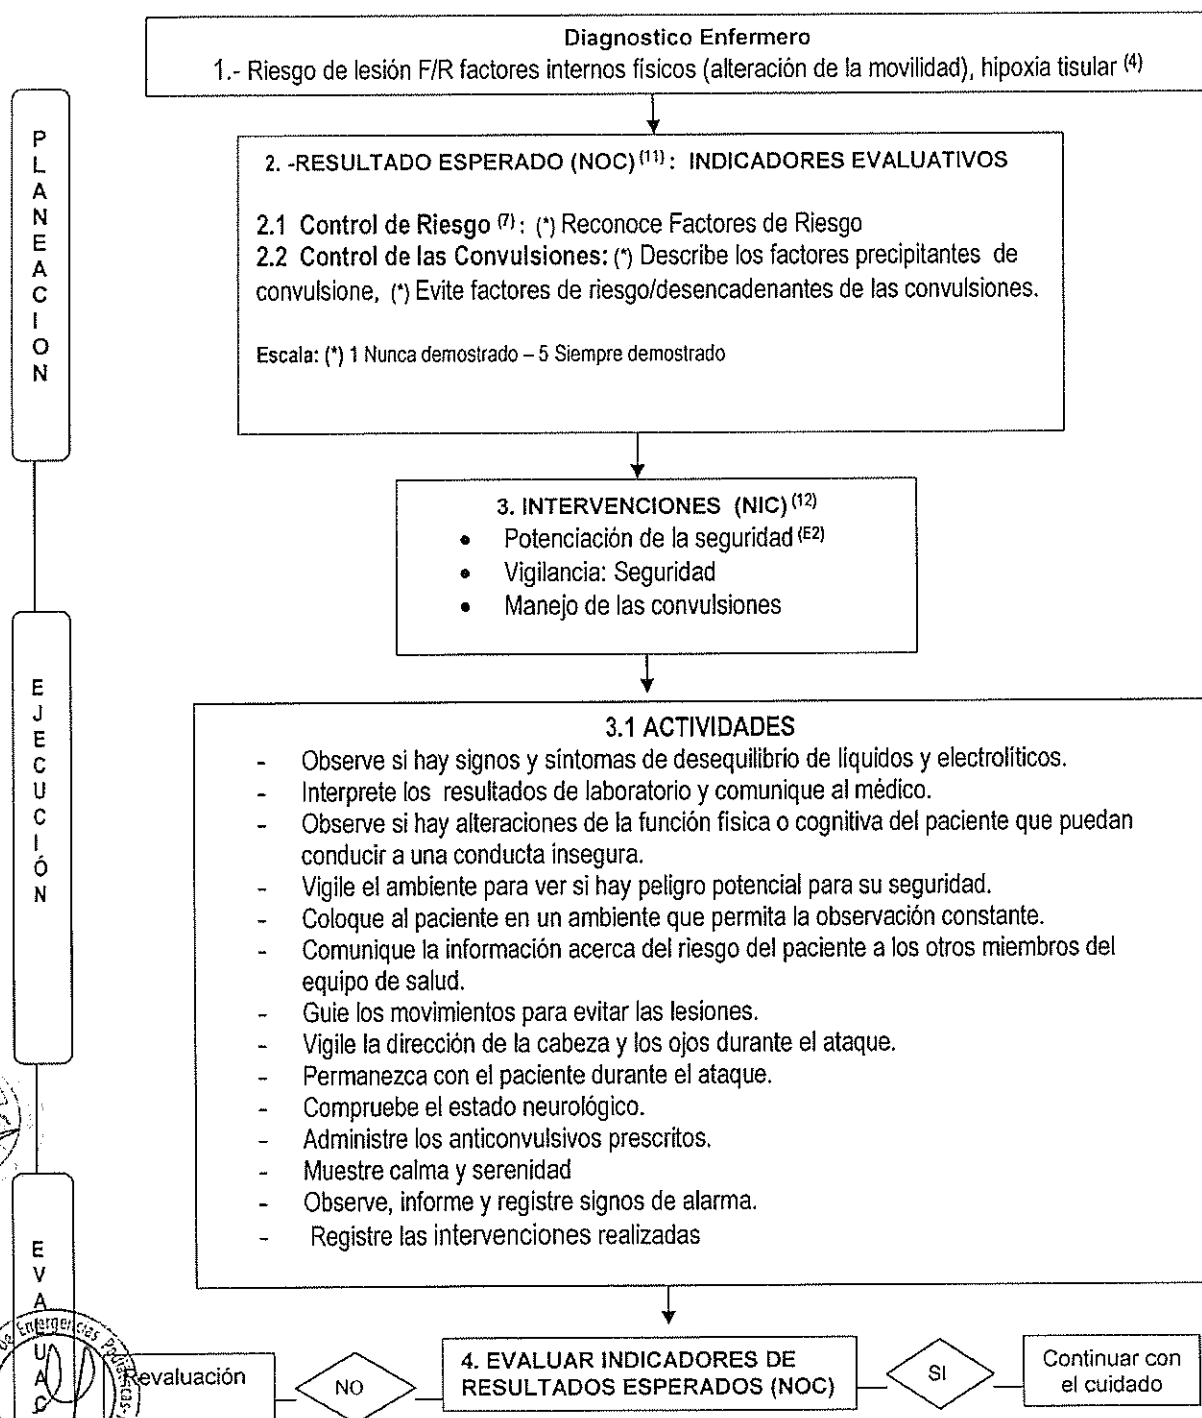 Diagnostico Enfermero
1.- Riesgo de lesión F/R factores internos físicos (alteración de la movilidad), hipoxia tisular (4)
PLANEACION
2. -RESULTADO ESPERADO (NOC) (11) : INDICADORES EVALUATIVOS
2.1 Control de Riesgo (7) : (*) Reconoce Factores de Riesgo
2.2 Control de las Convulsiones: (*) Describe los factores precipitantes de
convulsione, (*) Evite factores de riesgo/desencadenantes de las convulsiones.
Escala: (*) 1 Nunca demostrado – 5 Siempre demostrado
3. INTERVENCIONES (NIC) (12)
• Potenciación de la seguridad (E2)
• Vigilancia: Seguridad
• Manejo de las convulsiones
EJECUCIÓN
3.1 ACTIVIDADES
- Observe si hay signos y síntomas de desequilibrio de líquidos y electrolíticos.
- Interprete los resultados de laboratorio y comunique al médico.
- Observe si hay alteraciones de la función física o cognitiva del paciente que puedan
conducir a una conducta insegura.
- Vigile el ambiente para ver si hay peligro potencial para su seguridad.
- Coloque al paciente en un ambiente que permita la observación constante.
- Comunique la información acerca del riesgo del paciente a los otros miembros del
equipo de salud.
- Guie los movimientos para evitar las lesiones.
- Vigile la dirección de la cabeza y los ojos durante el ataque.
- Permanezca con el paciente durante el ataque.
- Compruebe el estado neurológico.
- Administre los anticonvulsivos prescritos.
- Muestre calma y serenidad
- Observe, informe y registre signos de alarma.
- Registre las intervenciones realizadas
EVALUAC
de Emergencias Pediátricas
Revaluación
NO
4. EVALUAR INDICADORES DE
RESULTADOS ESPERADOS (NOC)
SI
Continuar con
el cuidado